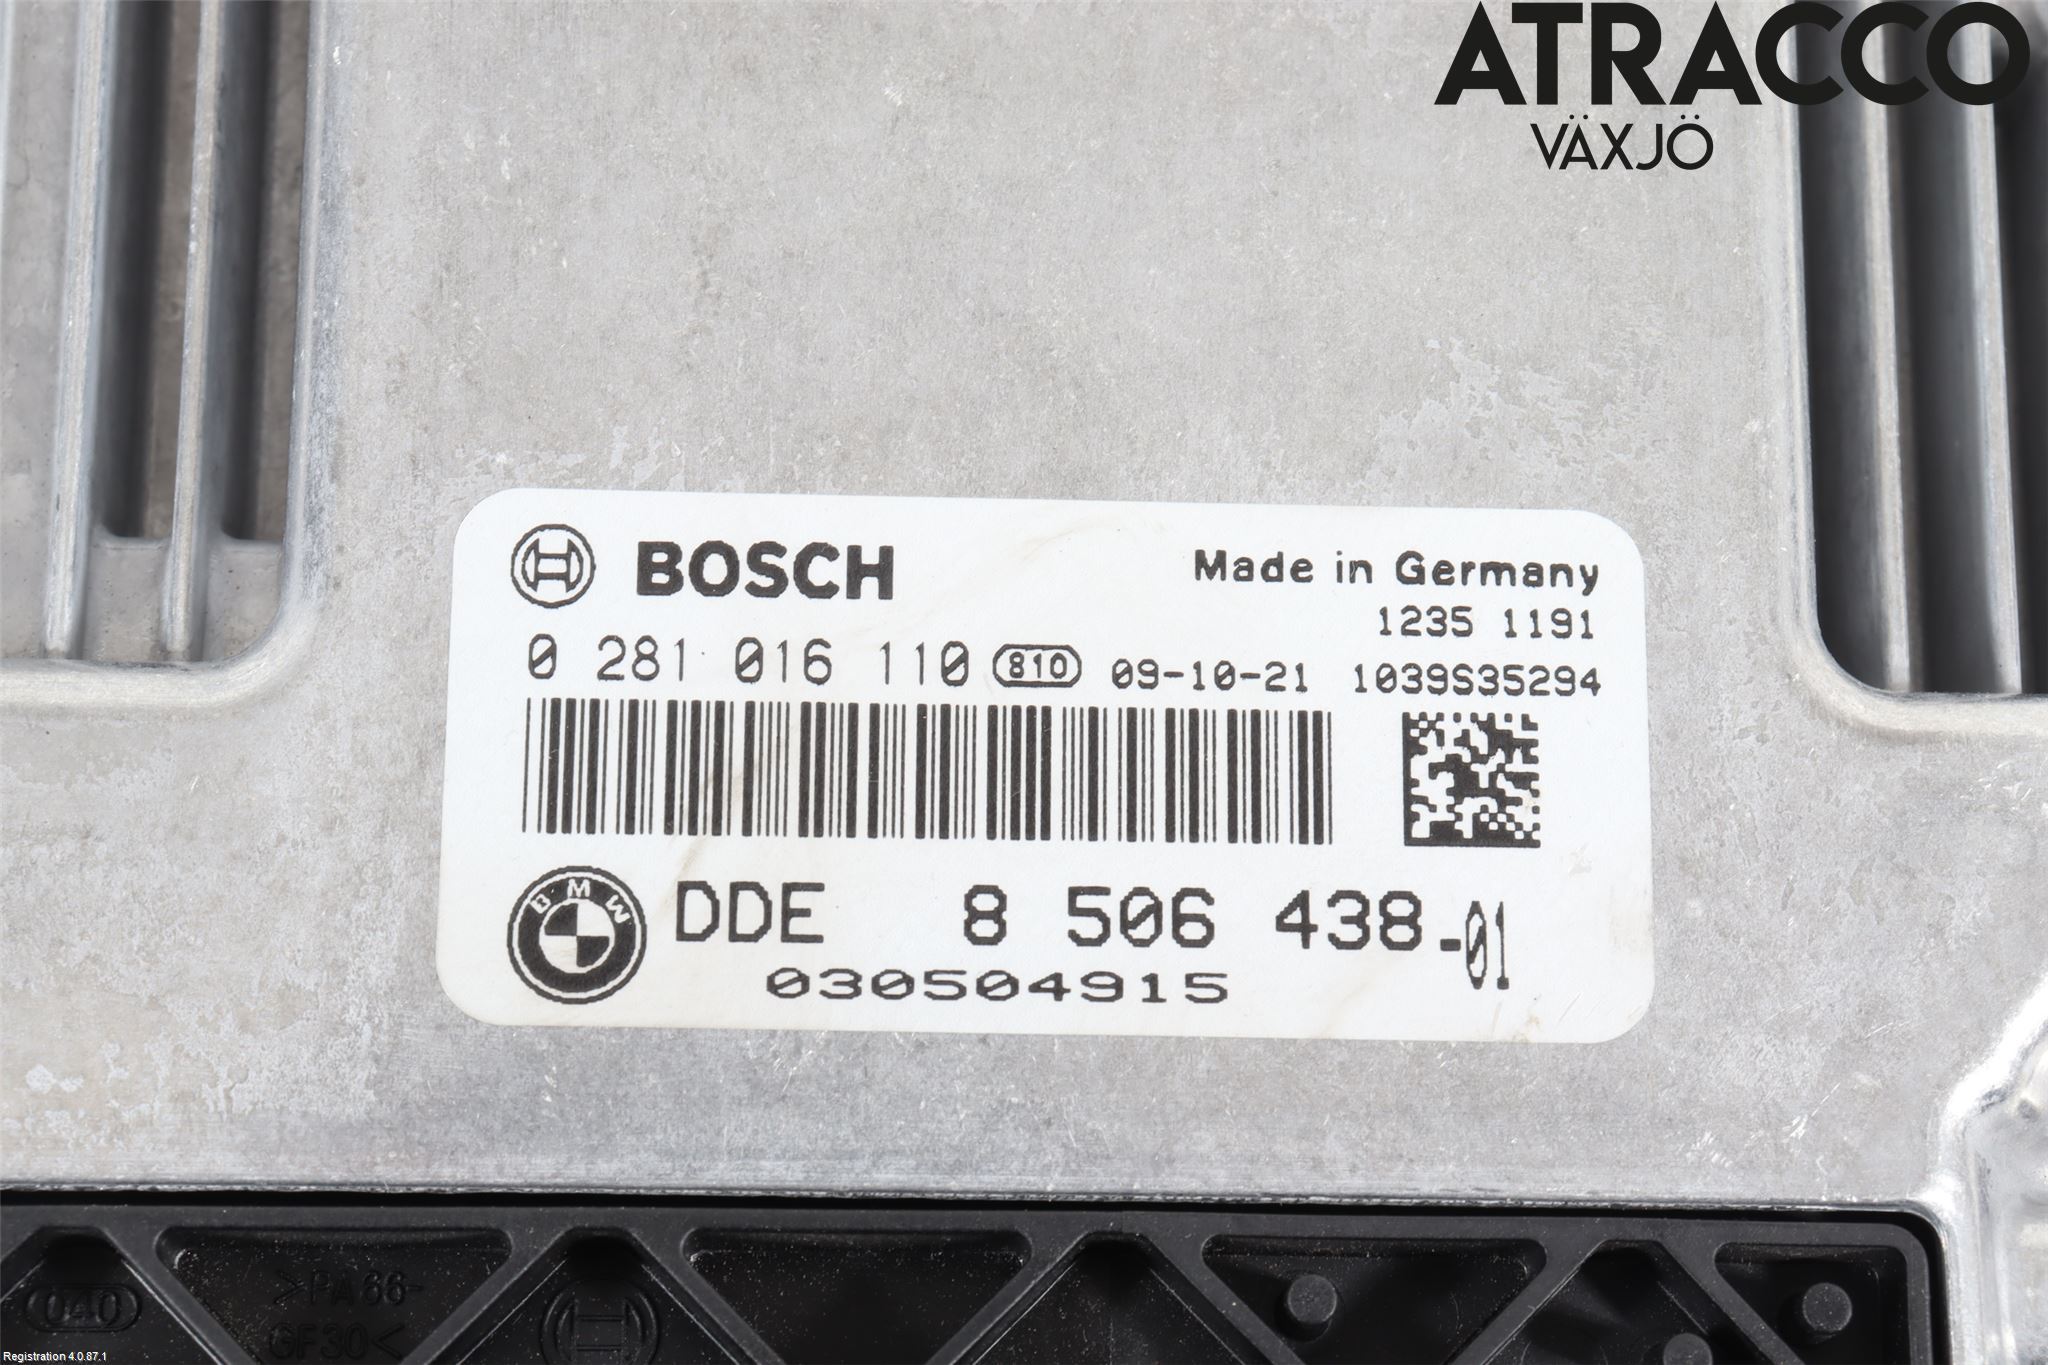 ATRACCO
VÄXJÖ
BOSCH
Made in Germany
1235 1191
0 281 016 110 810 09-10-21 1039S35294
BMW
DDE 8 506 438-01
030504915
>PA66-
GF30<
040
Registration 4.0.87.1